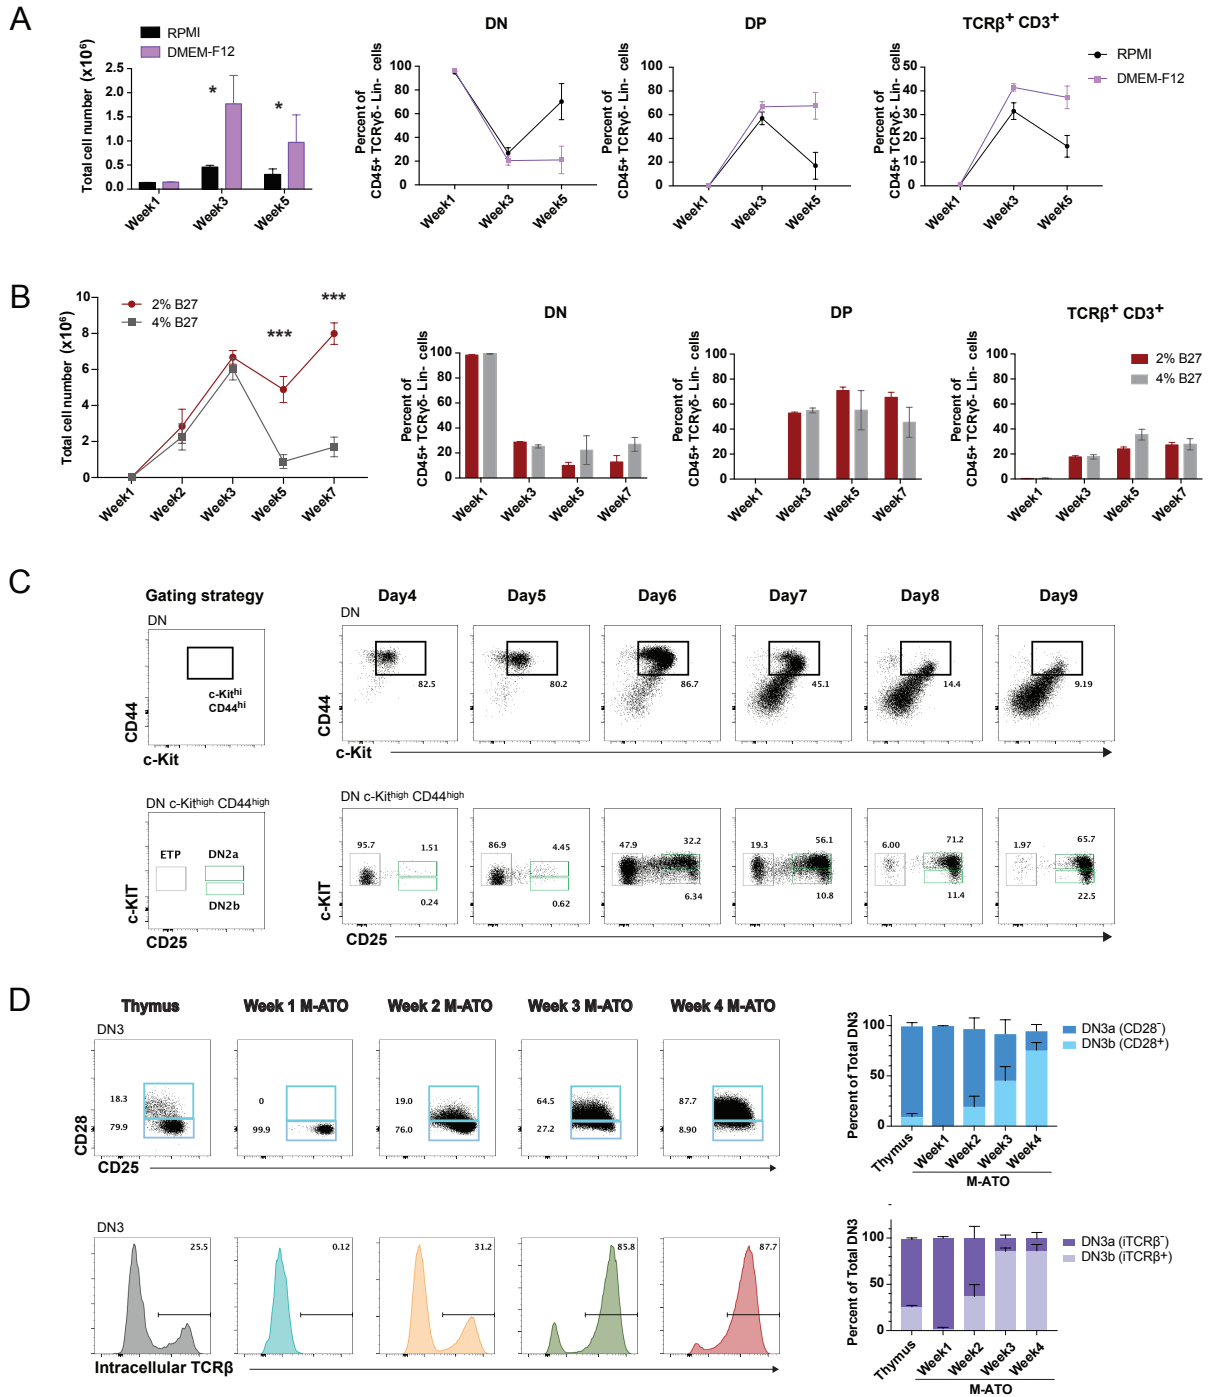 A
RPMI
DMEM-F12
Total cell number (x10⁶)
2.5
2.0
1.5
1.0
0.5
0.0
*
*
Week1
Week3
Week5
DN
Percent of
CD45+ TCRγδ- Lin- cells
100
80
60
40
20
0
Week1
Week3
Week5
DP
Percent of
CD45+ TCRγδ- Lin- cells
100
80
60
40
20
0
Week1
Week3
Week5
TCRβ⁺ CD3⁺
Percent of
CD45+ TCRγδ- Lin- cells
50
40
30
20
10
0
Week1
Week3
Week5
RPMI
DMEM-F12
B
Total cell number (x10⁶)
10
8
6
4
2
0
2% B27
4% B27
***
***
Week1
Week2
Week3
Week5
Week7
DN
Percent of
CD45+ TCRγδ- Lin- cells
100
80
60
40
20
0
Week1
Week3
Week5
Week7
DP
Percent of
CD45+ TCRγδ- Lin- cells
100
80
60
40
20
0
Week1
Week3
Week5
Week7
TCRβ⁺ CD3⁺
Percent of
CD45+ TCRγδ- Lin- cells
100
80
60
40
20
0
2% B27
4% B27
Week1
Week3
Week5
Week7
C
Gating strategy
Day4
Day5
Day6
Day7
Day8
Day9
DN
c-Kitʰⁱ
CD44ʰⁱ
CD44
c-Kit
DN
82.5
80.2
86.7
45.1
14.4
9.19
CD44
c-Kit
DN c-Kitʰⁱᵍʰ CD44ʰⁱᵍʰ
ETP
DN2a
DN2b
c-KIT
CD25
DN c-Kitʰⁱᵍʰ CD44ʰⁱᵍʰ
95.7
1.51
0.24
86.9
4.45
0.62
47.9
32.2
6.34
19.3
56.1
10.8
6.00
71.2
11.4
1.97
65.7
22.5
c-KIT
CD25
D
Thymus
Week 1 M-ATO
Week 2 M-ATO
Week 3 M-ATO
Week 4 M-ATO
DN3
18.3
79.9
0
99.9
19.0
76.0
64.5
27.2
87.7
8.90
CD28
CD25
Percent of Total DN3
100
50
0
DN3a (CD28⁻)
DN3b (CD28⁺)
Thymus
Week1
Week2
Week3
Week4
M-ATO
DN3
25.5
0.12
31.2
85.8
87.7
Intracellular TCRβ
Percent of Total DN3
100
50
0
DN3a (iTCRβ⁻)
DN3b (iTCRβ⁺)
Thymus
Week1
Week2
Week3
Week4
M-ATO